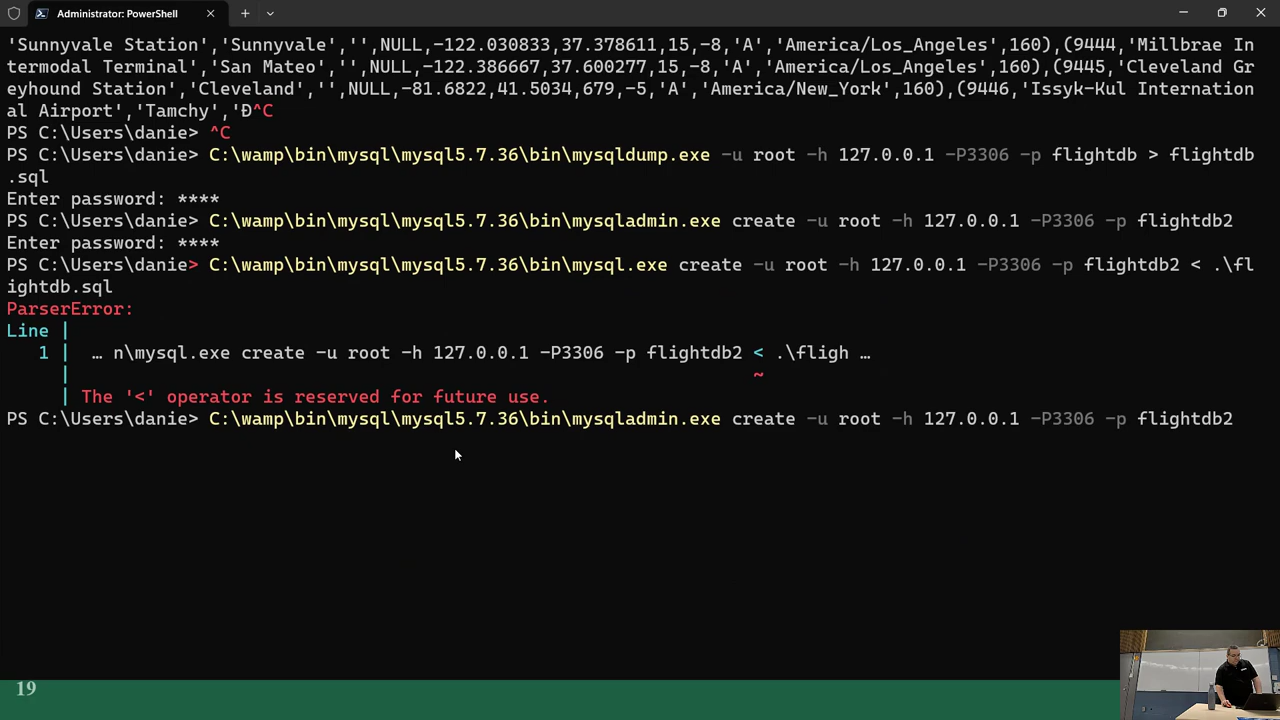 Administrator: PowerShell
'Sunnyvale Station','Sunnyvale','',NULL,-122.030833,37.378611,15,-8,'A','America/Los_Angeles',160),(9444,'Millbrae In
termodal Terminal','San Mateo','',NULL,-122.386667,37.600277,15,-8,'A','America/Los_Angeles',160),(9445,'Cleveland Gr
eyhound Station','Cleveland','',NULL,-81.6822,41.5034,679,-5,'A','America/New_York',160),(9446,'Issyk-Kul Internation
al Airport','Tamchy','Ð^C
PS C:\Users\danie> ^C
PS C:\Users\danie> C:\wamp\bin\mysql\mysql5.7.36\bin\mysqldump.exe -u root -h 127.0.0.1 -P3306 -p flightdb > flightdb
.sql
Enter password: ****
PS C:\Users\danie> C:\wamp\bin\mysql\mysql5.7.36\bin\mysqladmin.exe create -u root -h 127.0.0.1 -P3306 -p flightdb2
Enter password: ****
PS C:\Users\danie> C:\wamp\bin\mysql\mysql5.7.36\bin\mysql.exe create -u root -h 127.0.0.1 -P3306 -p flightdb2 < .\fl
ightdb.sql
ParserError:
Line |
1 | … n\mysql.exe create -u root -h 127.0.0.1 -P3306 -p flightdb2 < .\fligh …
| ~
| The '<' operator is reserved for future use.
PS C:\Users\danie> C:\wamp\bin\mysql\mysql5.7.36\bin\mysqladmin.exe create -u root -h 127.0.0.1 -P3306 -p flightdb2
19